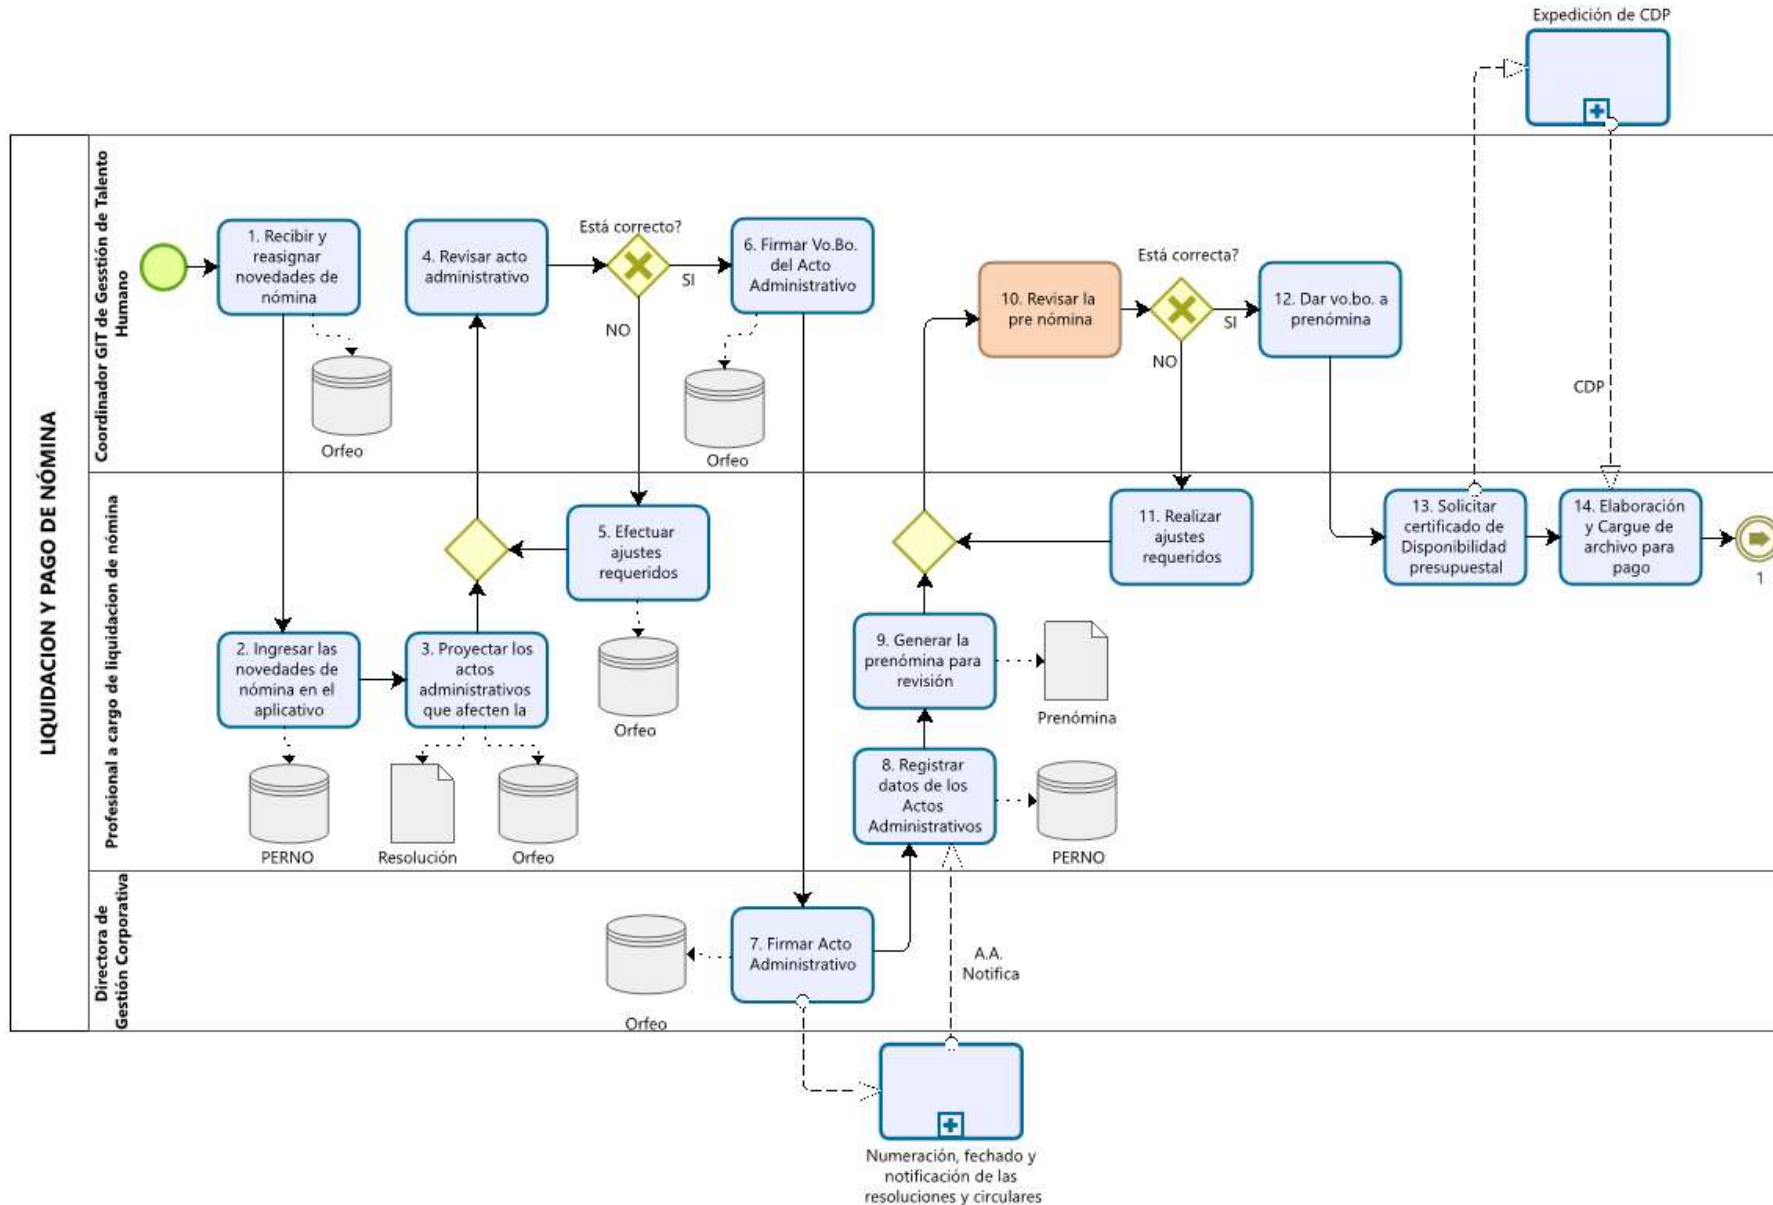 Expedición de CDP
LIQUIDACION Y PAGO DE NÓMINA
Coordinador GIT de Gestión de Talento
Humano
1. Recibir y
reasignar
novedades de
nómina
Orfeo
4. Revisar acto
administrativo
Está correcto?
SI
NO
6. Firmar Vo.Bo.
del Acto
Administrativo
Orfeo
10. Revisar la
pre nómina
Está correcta?
SI
NO
12. Dar vo.bo. a
prenómina
CDP
Profesional a cargo de liquidacion de nómina
2. Ingresar las
novedades de
nómina en el
aplicativo
PERNO
3. Proyectar los
actos
administrativos
que afecten la
Resolución
Orfeo
5. Efectuar
ajustes
requeridos
Orfeo
9. Generar la
prenómina para
revisión
Prenómina
8. Registrar
datos de los
Actos
Administrativos
PERNO
11. Realizar
ajustes
requeridos
13. Solicitar
certificado de
Disponibilidad
presupuestal
14. Elaboración
y Cargue de
archivo para
pago
1
Directora de
Gestión Corporativa
Orfeo
7. Firmar Acto
Administrativo
A.A.
Notifica
Numeración, fechado y
notificación de las
resoluciones y circulares